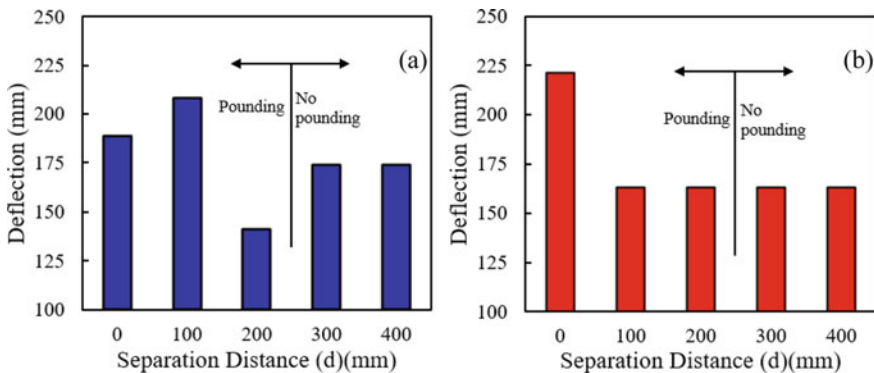 250
225
200
175
150
125
100
Deflection (mm)
(a)
Pounding
No
pounding
0 100 200 300 400
Separation Distance (d)(mm)
250
225
200
175
150
125
100
Deflection (mm)
(b)
Pounding
No
pounding
0 100 200 300 400
Separation Distance (d)(mm)